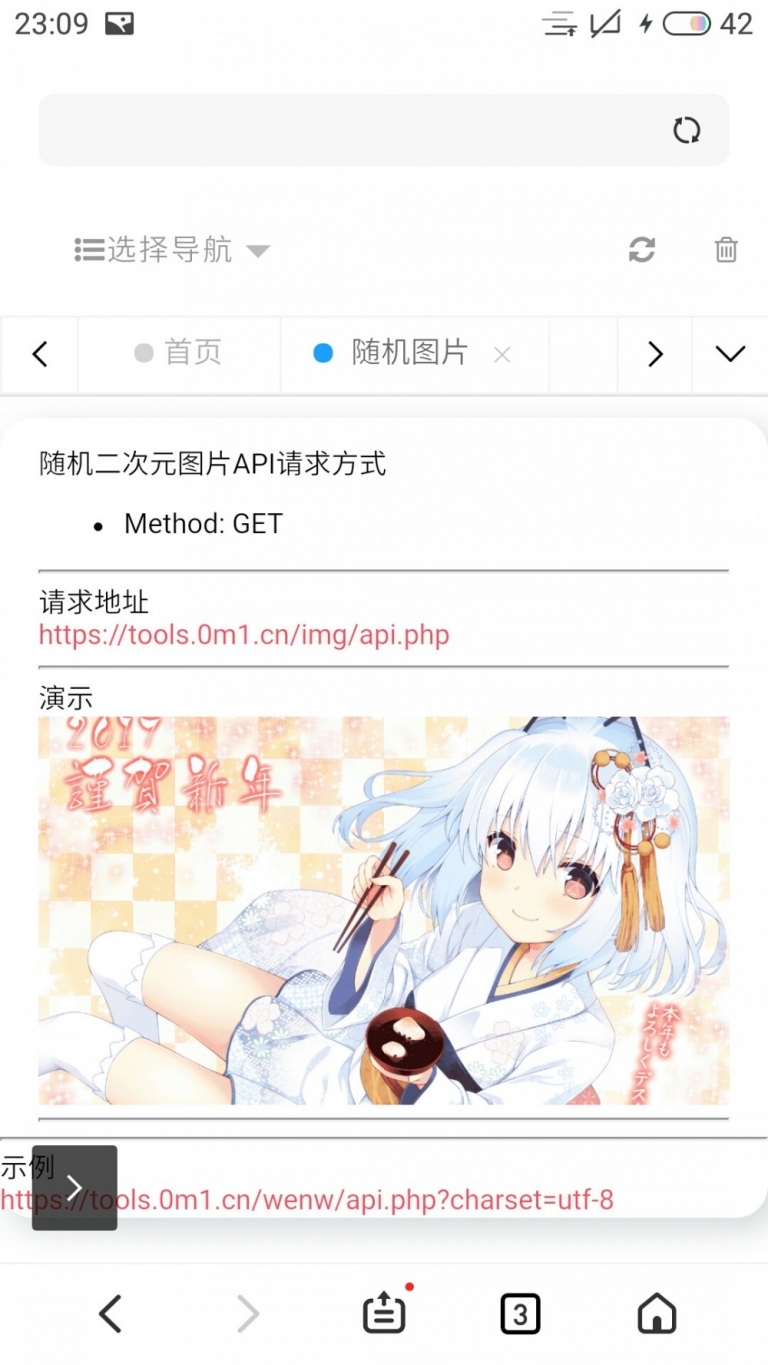 23:09
42
选择导航
首页
随机图片
随机二次元图片API请求方式
Method: GET
请求地址
https://tools.0m1.cn/img/api.php
演示
2017
謹賀新年
本年も
よろしくデス
示例
https://tools.0m1.cn/wenw/api.php?charset=utf-8
3